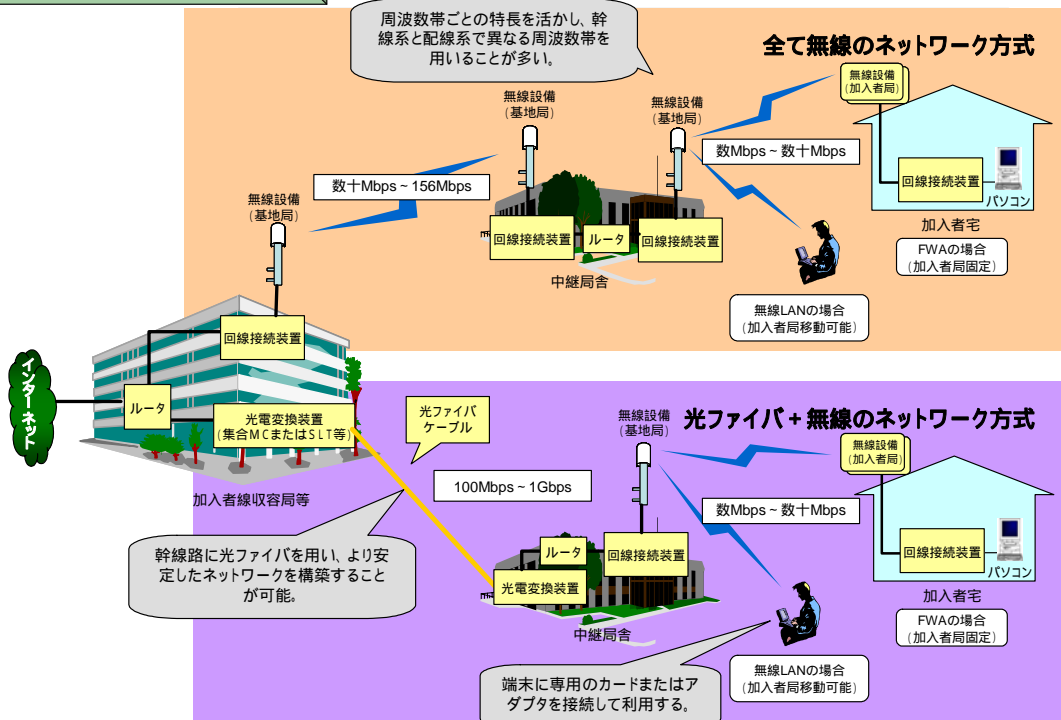 周波数帯ごとの特長を活かし、幹
線系と配線系で異なる周波数帯を
用いることが多い。
全て無線のネットワーク方式
無線設備
(加入者局)
無線設備
(基地局)
無線設備
(基地局)
数Mbps ~ 数十Mbps
回線接続装置
パソコン
数十Mbps ~ 156Mbps
無線設備
(基地局)
回線接続装置
ルータ
回線接続装置
加入者宅
FWAの場合
(加入者局固定)
中継局舎
無線LANの場合
(加入者局移動可能)
回線接続装置
インターネット
ルータ
光電変換装置
(集合MCまたはSLT等)
加入者線収容局等
光ファイバ
ケーブル
光ファイバ + 無線のネットワーク方式
無線設備
(基地局)
無線設備
(加入者局)
100Mbps ~ 1Gbps
数Mbps ~ 数十Mbps
幹線路に光ファイバを用い、より安
定したネットワークを構築すること
が可能。
ルータ
回線接続装置
光電変換装置
回線接続装置
パソコン
加入者宅
FWAの場合
(加入者局固定)
中継局舎
無線LANの場合
(加入者局移動可能)
端末に専用のカードまたはア
ダプタを接続して利用する。